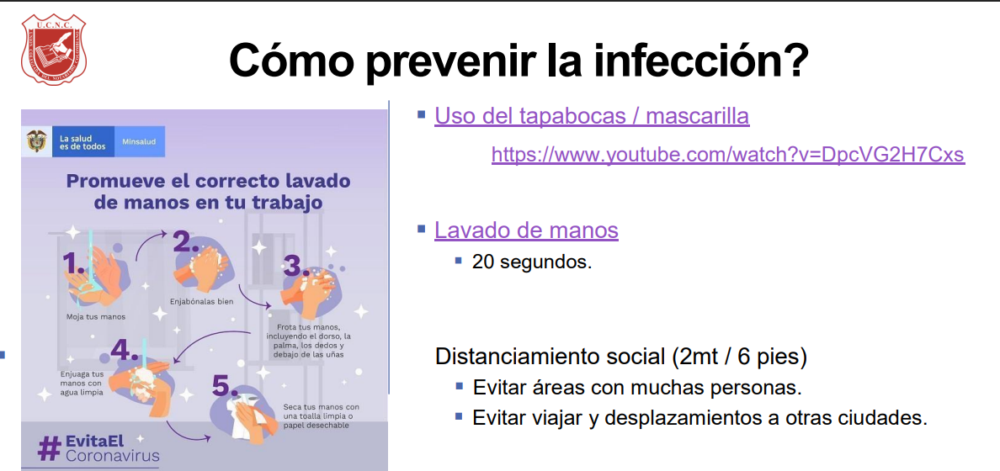 U.C.N.C.
Cómo prevenir la infección?
La salud
es de todos
Minsalud
Promueve el correcto lavado
de manos en tu trabajo
1.
Moja tus manos
2.
Enjabónalas bien
3.
Frota tus manos,
incluyendo el dorso, la
palma, los dedos y
debajo de las uñas
4.
Enjuaga tus
manos con
agua limpia
5.
Seca tus manos con
una toalla limpia o
papel desechable
#EvitaEl
Coronavirus
Uso del tapabocas / mascarilla
https://www.youtube.com/watch?v=DpcVG2H7Cxs
Lavado de manos
20 segundos.
Distanciamiento social (2mt / 6 pies)
Evitar áreas con muchas personas.
Evitar viajar y desplazamientos a otras ciudades.